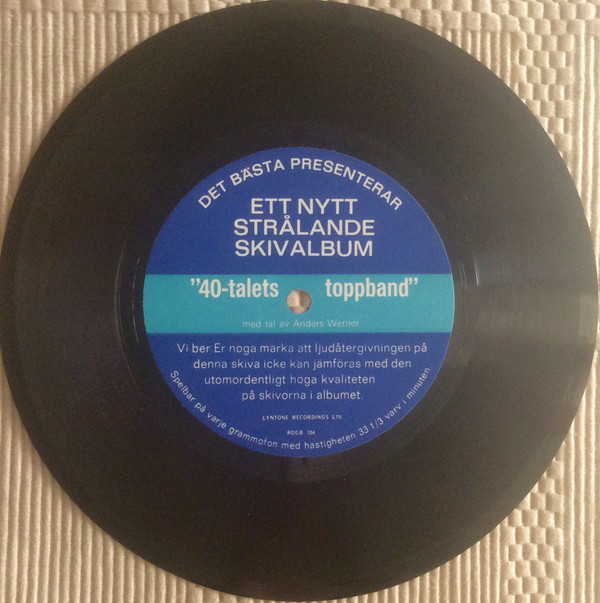 DET BÄSTA PRESENTERAR
ETT NYTT
STRÅLANDE
SKIVALBUM
"40-talets toppband"
med tal av Anders Werner
Vi ber Er noga märka att ljudåtergivningen på
denna skiva icke kan jämföras med den
utomordentligt höga kvaliteten
på skivorna i albumet.
LYNTONE RECORDINGS LTD
RDGB 704
Spelbar på varje grammofon med hastigheten 33 1/3 varv i minuten.